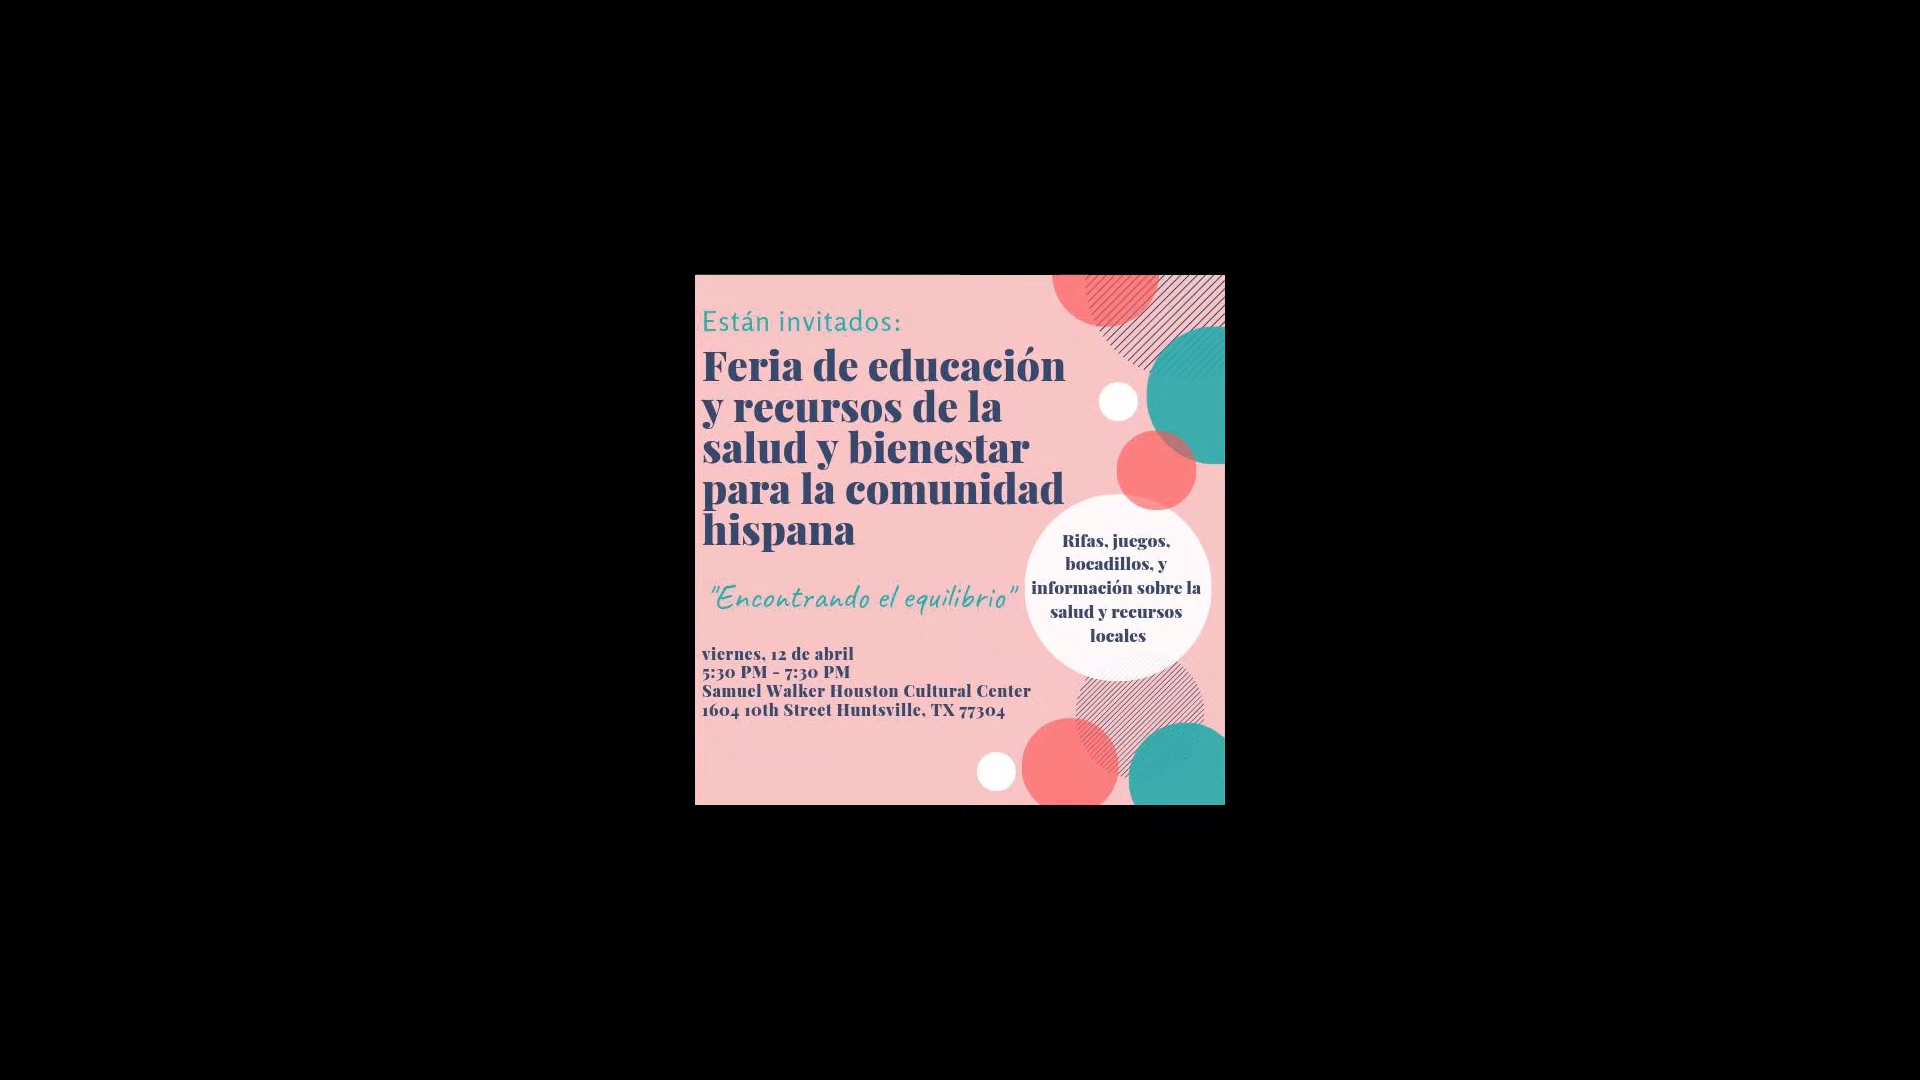 Están invitados:
Feria de educación
y recursos de la
salud y bienestar
para la comunidad
hispana
"Encontrando el equilibrio"
Rifas, juegos,
bocadillos, y
información sobre la
salud y recursos
locales
viernes, 12 de abril
5:30 PM - 7:30 PM
Samuel Walker Houston Cultural Center
1604 10th Street Huntsville, TX 77304